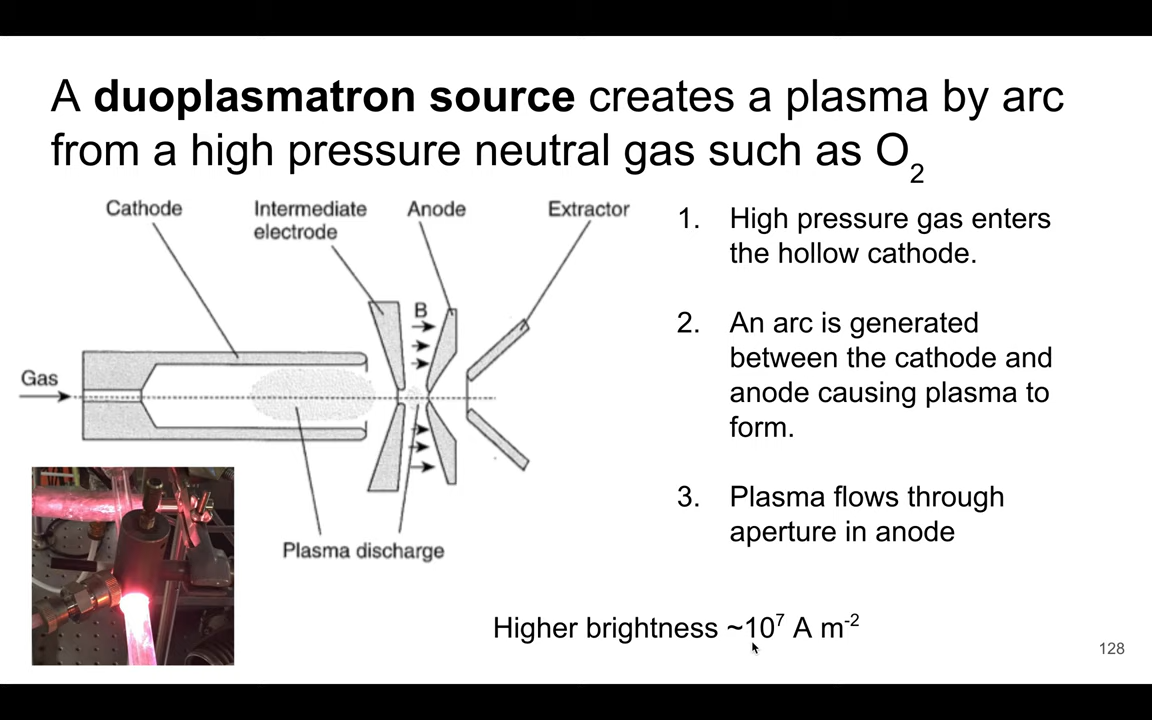 A duoplasmatron source creates a plasma by arc
from a high pressure neutral gas such as O₂
Cathode
Intermediate
electrode
Anode
Extractor
B
Gas
Plasma discharge
1. High pressure gas enters
the hollow cathode.
2. An arc is generated
between the cathode and
anode causing plasma to
form.
3. Plasma flows through
aperture in anode
Higher brightness ~10⁷ A m⁻²
128